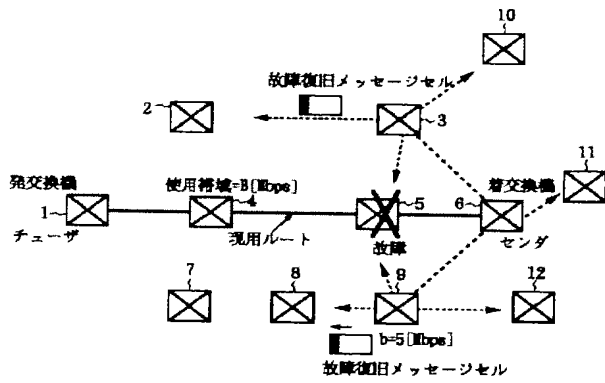 10
故障復旧メッセージセル
2
3
11
発交換機
使用帯域=B[Mbps]
着交換機
1
4
5
6
チューザ
現用ルート
故障
センダ
7
8
9
12
b=5[Mbps]
故障復旧メッセージセル